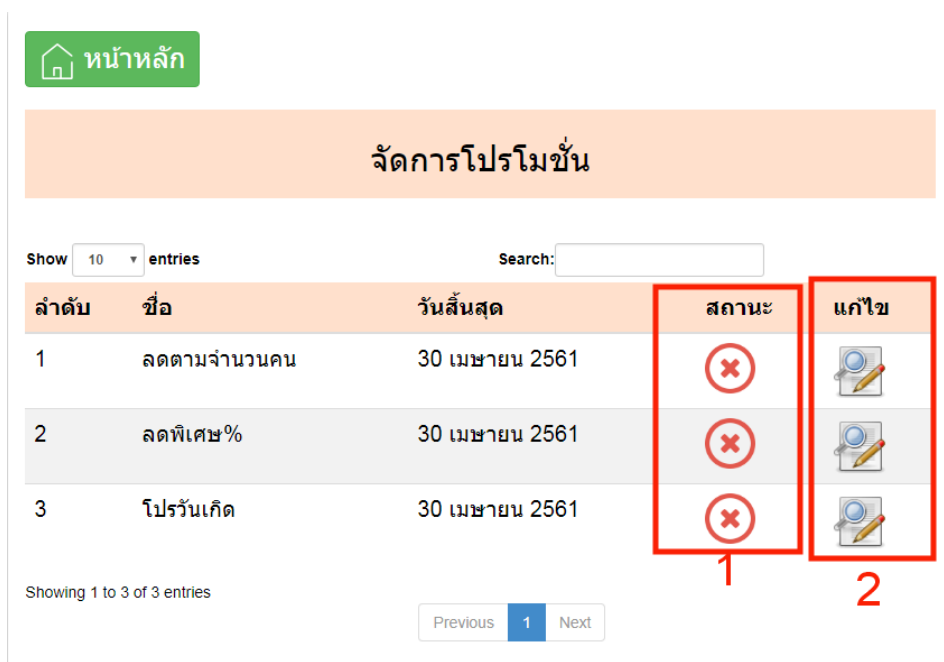 หน้าหลัก
จัดการโปรโมชั่น
Show 10 entries Search:
ลำดับ ชื่อ วันสิ้นสุด สถานะ แก้ไข
1 ลดตามจำนวนคน 30 เมษายน 2561
2 ลดพิเศษ% 30 เมษายน 2561
3 โปรวันเกิด 30 เมษายน 2561
1 2
Showing 1 to 3 of 3 entries
Previous 1 Next